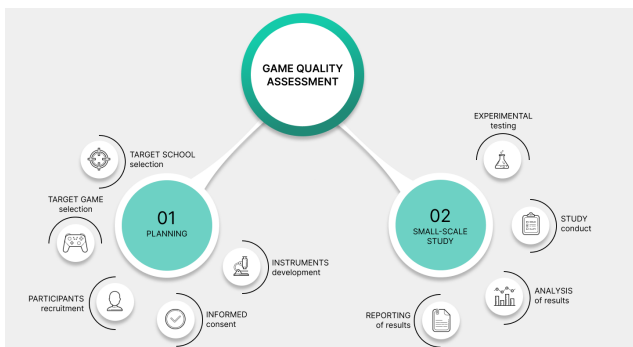 GAME QUALITY
ASSESSMENT
TARGET SCHOOL
selection
TARGET GAME
selection
01
PLANNING
PARTICIPANTS
recruitment
INFORMED
consent
INSTRUMENTS
development
EXPERIMENTAL
testing
02
SMALL-SCALE
STUDY
STUDY
conduct
ANALYSIS
of results
REPORTING
of results